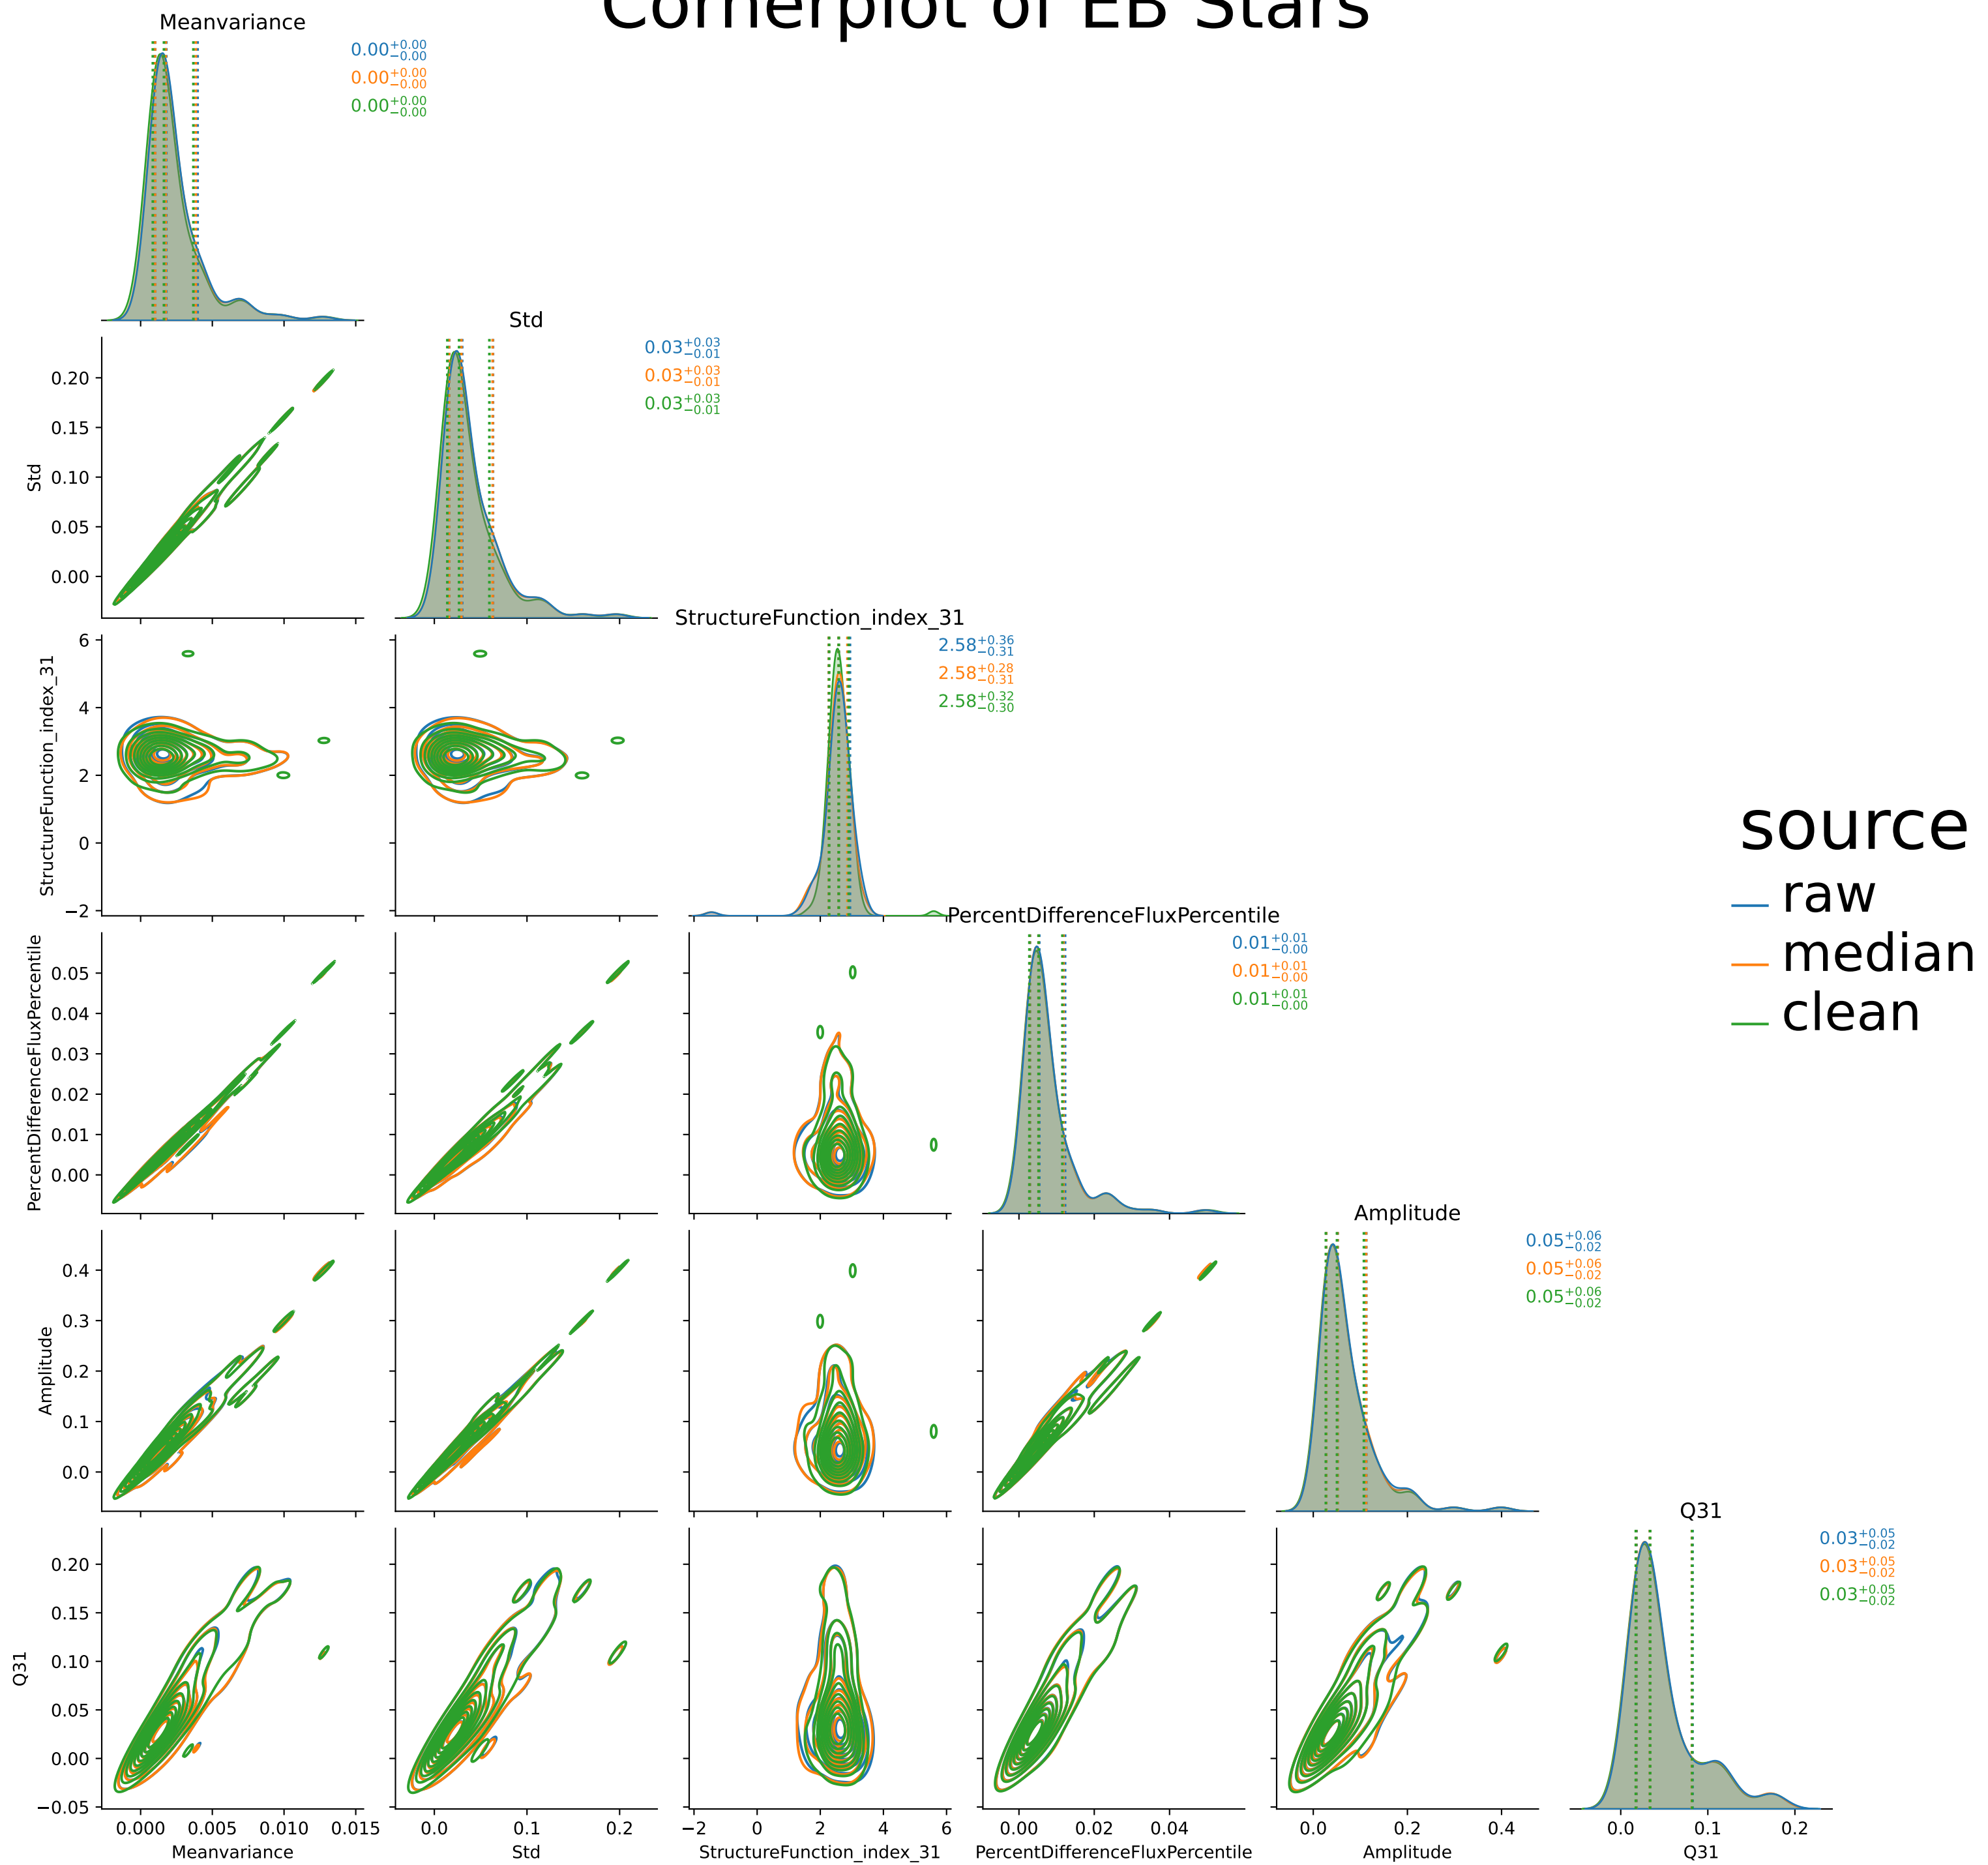 Cornerplot of EB Stars
Meanvariance
0.00+0.00−0.00
0.00+0.00−0.00
0.00+0.00−0.00
Std
0.03+0.03−0.01
0.03+0.03−0.01
0.03+0.03−0.01
Std
0.20
0.15
0.10
0.05
0.00
StructureFunction_index_31
2.58+0.36−0.31
2.58+0.28−0.31
2.58+0.32−0.30
StructureFunction_index_31
6
4
2
0
−2
source
raw
median
clean
PercentDifferenceFluxPercentile
0.01+0.01−0.00
0.01+0.01−0.00
0.01+0.01−0.00
PercentDifferenceFluxPercentile
0.05
0.04
0.03
0.02
0.01
0.00
Amplitude
0.05+0.06−0.02
0.05+0.06−0.02
0.05+0.06−0.02
Amplitude
0.4
0.3
0.2
0.1
0.0
Q31
0.03+0.05−0.02
0.03+0.05−0.02
0.03+0.05−0.02
Q31
0.20
0.15
0.10
0.05
0.00
−0.05
0.000 0.005 0.010 0.015
Meanvariance
0.0 0.1 0.2
Std
−2 0 2 4 6
StructureFunction_index_31
0.00 0.02 0.04
PercentDifferenceFluxPercentile
0.0 0.2 0.4
Amplitude
0.0 0.1 0.2
Q31